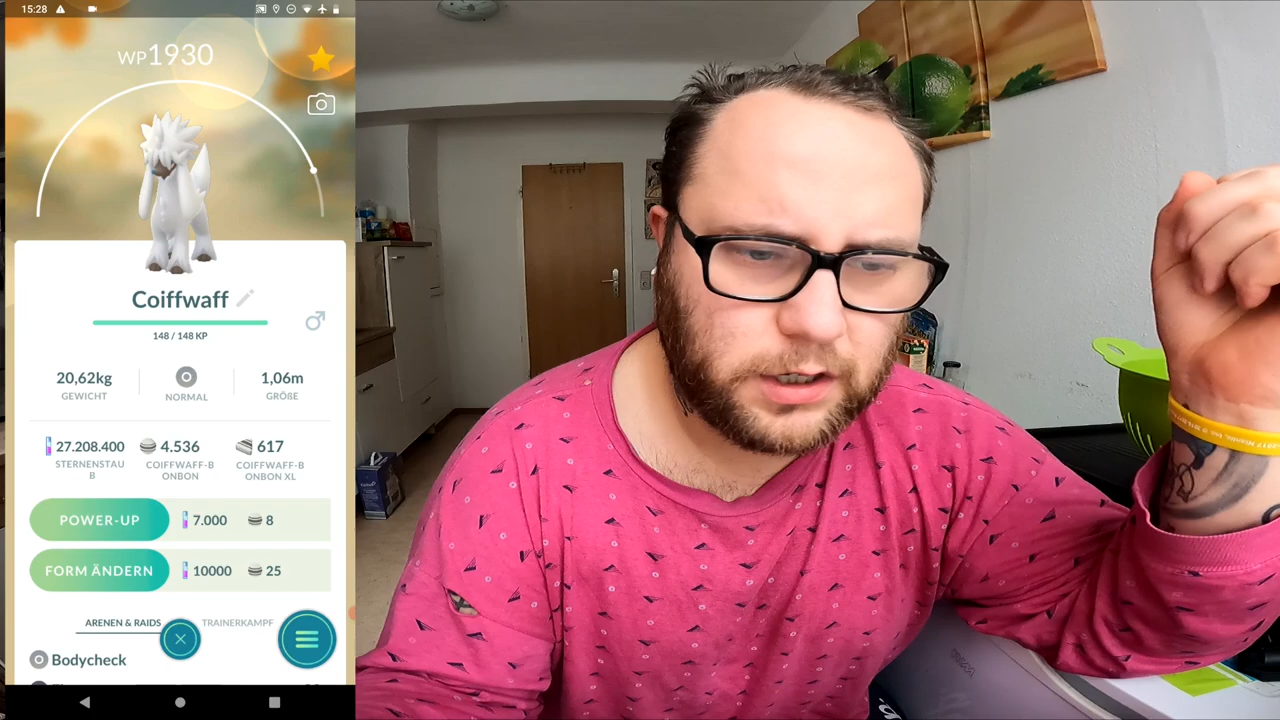 15:28
WP1930
Coiffwaff
148 / 148 KP
20,62kg
GEWICHT
NORMAL
1,06m
GRÖßE
27.208.400
STERNENSTAU
B
4.536
COIFFWAFF-B
ONBON
617
COIFFWAFF-B
ONBON XL
POWER-UP
7.000
8
FORM ÄNDERN
10000
25
ARENEN & RAIDS
TRAINERKAMPF
Bodycheck